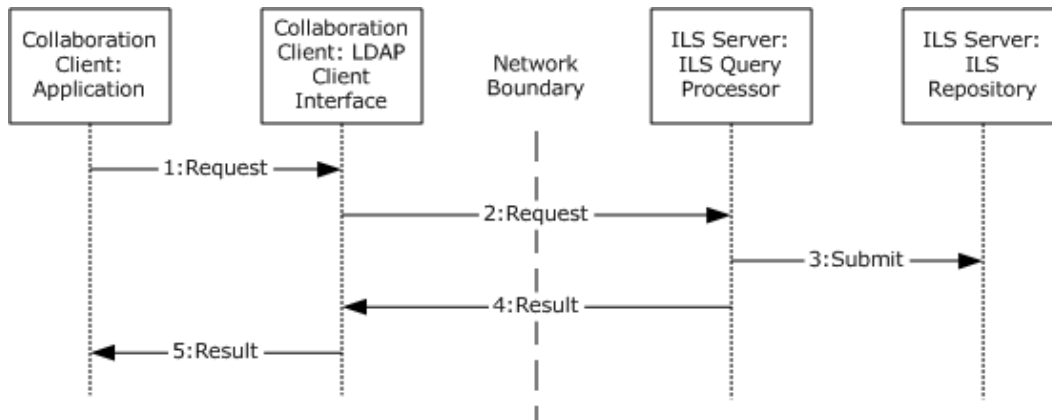 Collaboration
Client:
Application
Collaboration
Client: LDAP
Client
Interface
Network
Boundary
ILS Server:
ILS Query
Processor
ILS Server:
ILS
Repository
1:Request
2:Request
3:Submit
4:Result
5:Result